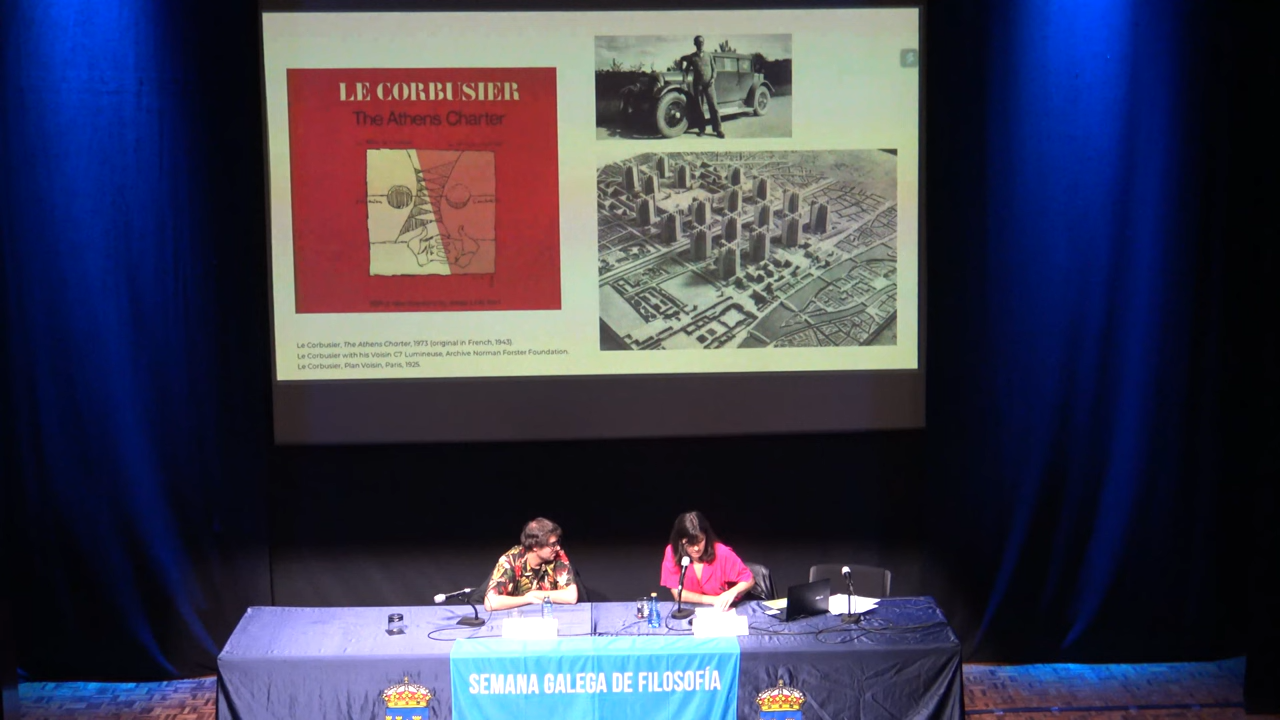 LE CORBUSIER
The Athens Charter
Le Corbusier, The Athens Charter, 1973 (original in French, 1943).
Le Corbusier with his Voisin C7 Lumineuse, Archive Norman Forster Foundation.
Le Corbusier, Plan Voisin, Paris, 1925.
SEMANA GALEGA DE FILOSOFÍA